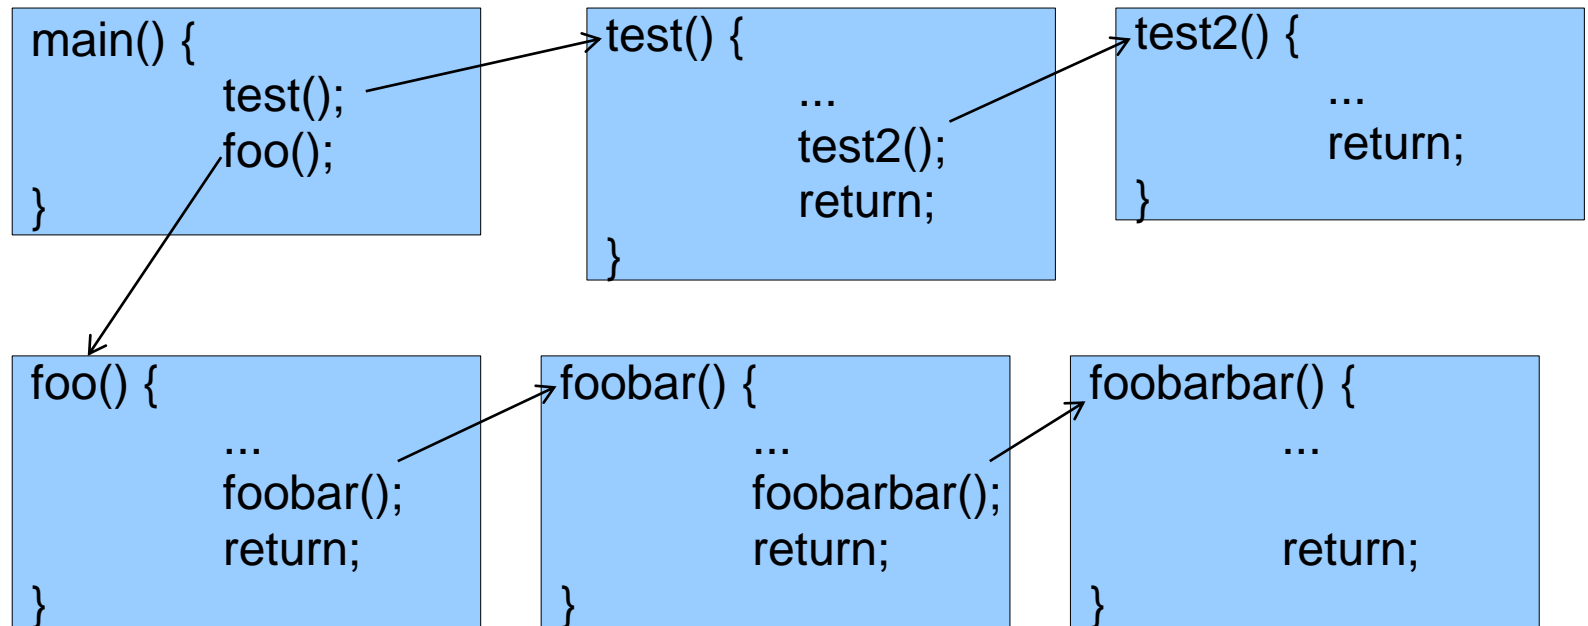 main() {
test();
foo();
}
test() {
...
test2();
return;
}
test2() {
...
return;
}
foo() {
...
foobar();
return;
}
foobar() {
...
foobarbar();
return;
}
foobarbar() {
...
return;
}